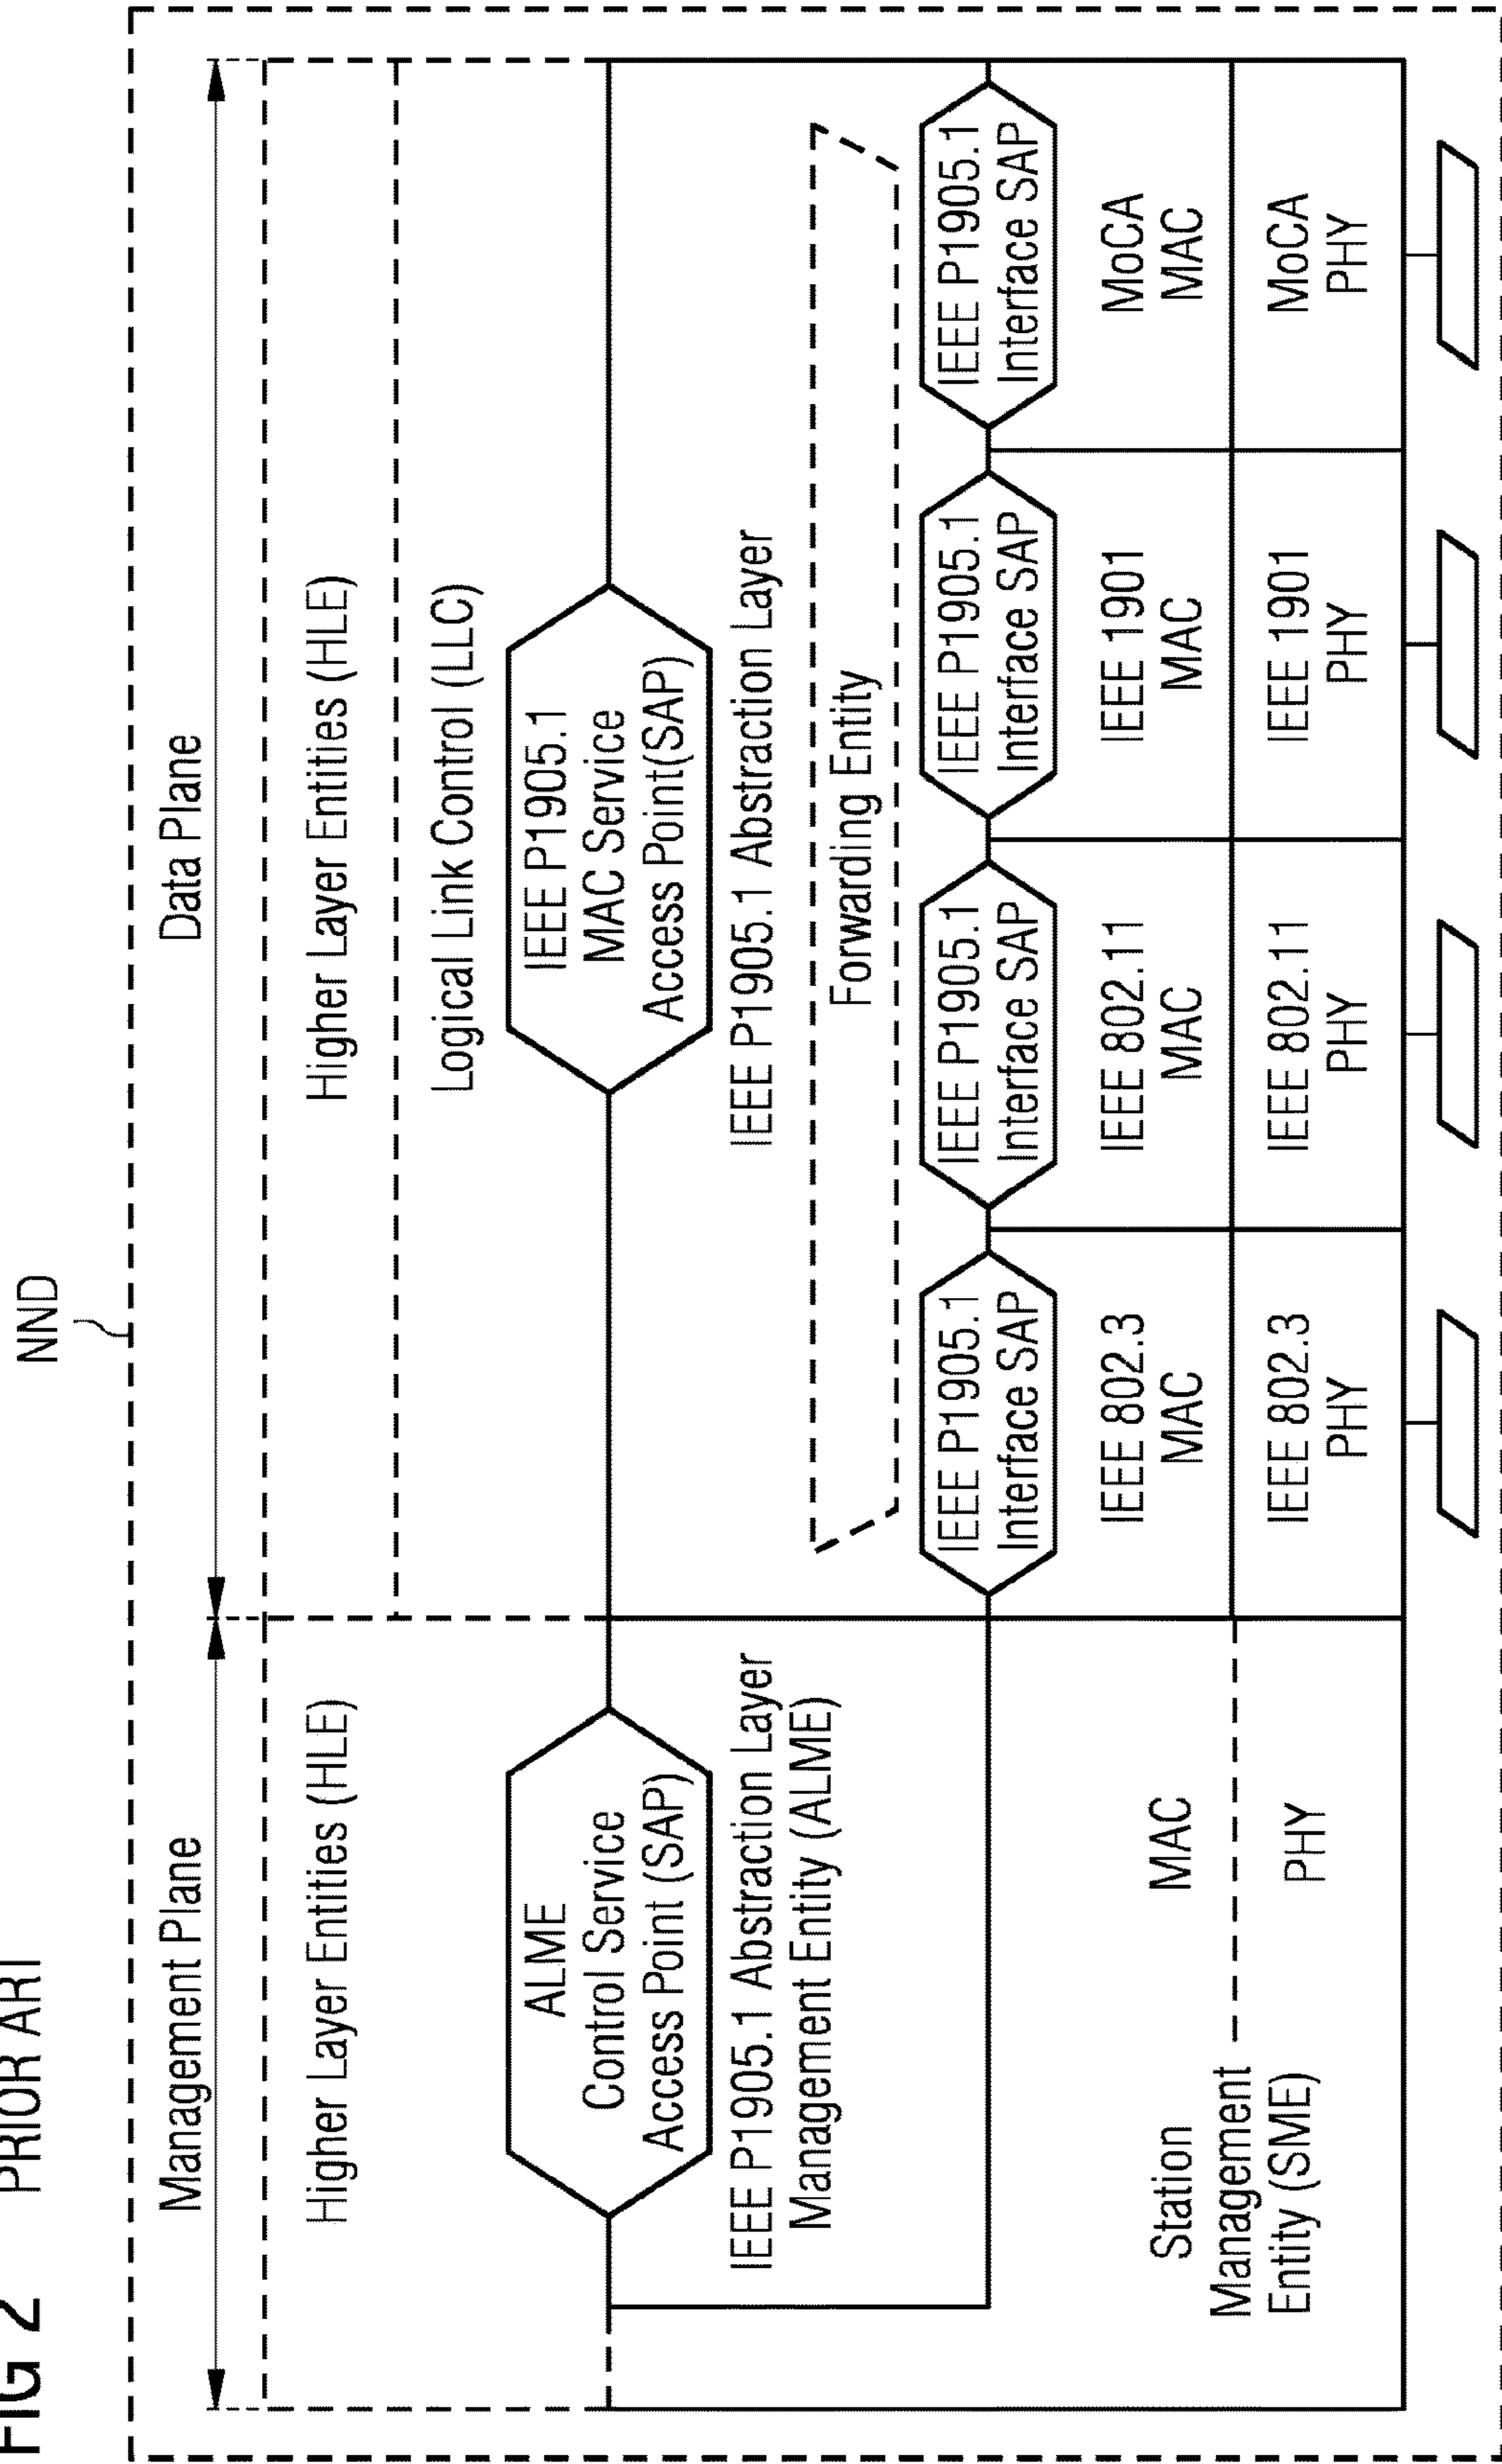 FIG 2 PRIOR ART
NND
Management Plane
Data Plane
Higher Layer Entities (HLE)
Higher Layer Entities (HLE)
Logical Link Control (LLC)
ALME
Control Service
Access Point (SAP)
IEEE P1905.1
MAC Service
Access Point(SAP)
IEEE P1905.1 Abstraction Layer
Management Entity (ALME)
IEEE P1905.1 Abstraction Layer
Forwarding Entity
IEEE P1905.1
Interface SAP
IEEE P1905.1
Interface SAP
IEEE P1905.1
Interface SAP
IEEE P1905.1
Interface SAP
Station
Management
Entity (SME)
MAC
PHY
IEEE 802.3
MAC
IEEE 802.11
MAC
IEEE 1901
MAC
MoCA
MAC
IEEE 802.3
PHY
IEEE 802.11
PHY
IEEE 1901
PHY
MoCA
PHY